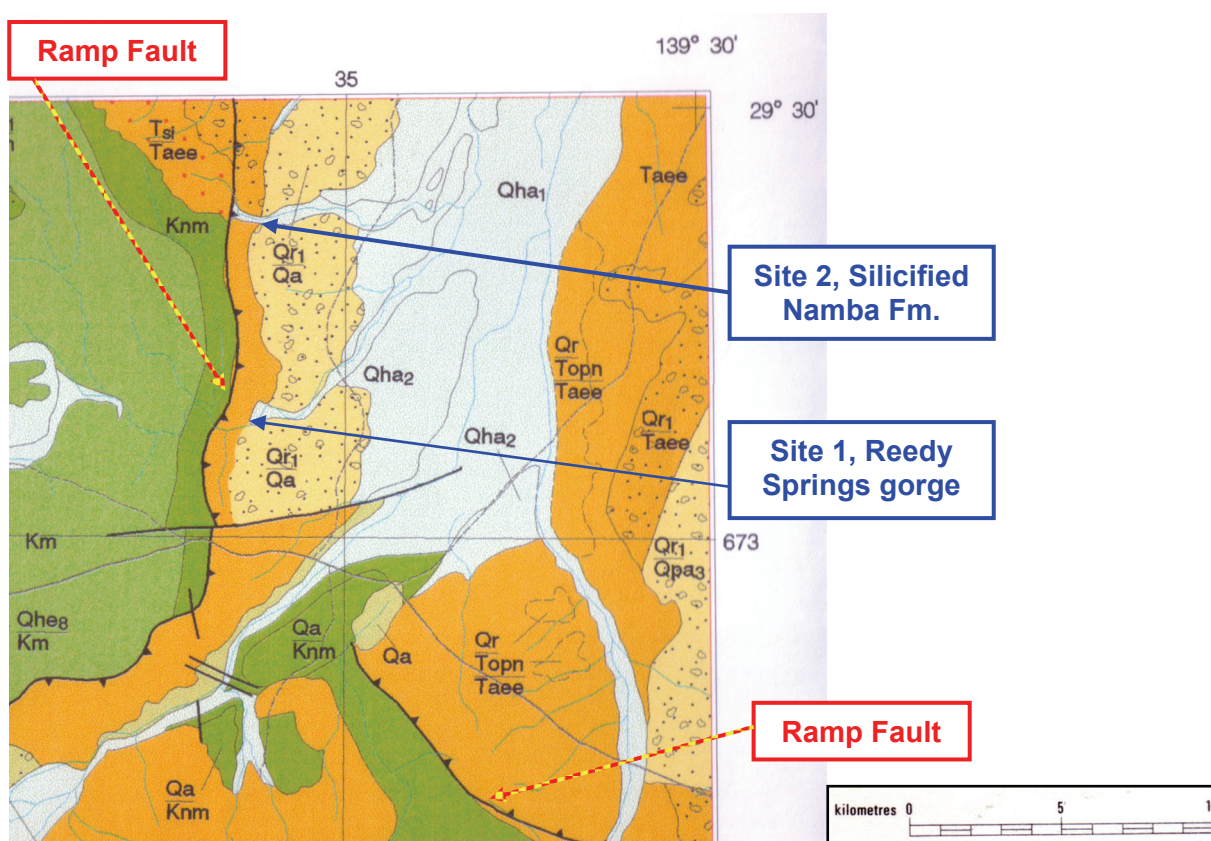 Ramp Fault
139° 30'
35
29° 30'
Tsi
Taee
Taee
Qha1
Knm
Qr1
Qa
Site 2, Silicified
Namba Fm.
Qha2
Qr
Topn
Taee
Qha2
Qr1
Taee
Qr1
Qa
Site 1, Reedy
Springs gorge
Km
673
Qr1
Qpa3
Qhe8
Km
Qa
Knm
Qa
Qr
Topn
Taee
Ramp Fault
Qa
Knm
kilometres 0 5